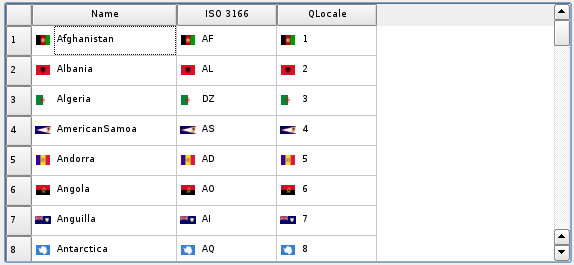 Name ISO 3166 QLocale
1 Afghanistan AF 1
2 Albania AL 2
3 Algeria DZ 3
4 AmericanSamoa AS 4
5 Andorra AD 5
6 Angola AO 6
7 Anguilla AI 7
8 Antarctica AQ 8